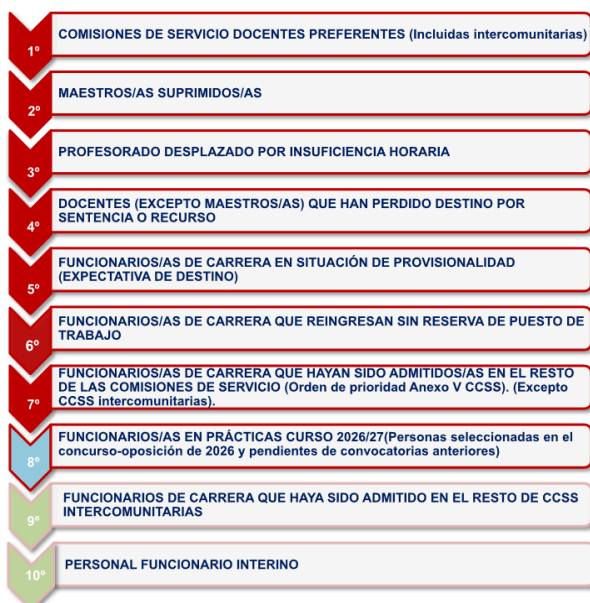 1º
COMISIONES DE SERVICIO DOCENTES PREFERENTES (Incluidas intercomunitarias)
2º
MAESTROS/AS SUPRIMIDOS/AS
3º
PROFESORADO DESPLAZADO POR INSUFICIENCIA HORARIA
4º
DOCENTES (EXCEPTO MAESTROS/AS) QUE HAN PERDIDO DESTINO POR
SENTENCIA O RECURSO
5º
FUNCIONARIOS/AS DE CARRERA EN SITUACIÓN DE PROVISIONALIDAD
(EXPECTATIVA DE DESTINO)
6º
FUNCIONARIOS/AS DE CARRERA QUE REINGRESAN SIN RESERVA DE PUESTO DE
TRABAJO
7º
FUNCIONARIOS/AS DE CARRERA QUE HAYAN SIDO ADMITIDOS/AS EN EL RESTO
DE LAS COMISIONES DE SERVICIO (Orden de prioridad Anexo V CCSS). (Excepto
CCSS intercomunitarias).
8º
FUNCIONARIOS/AS EN PRÁCTICAS CURSO 2026/27(Personas seleccionadas en el
concurso-oposición de 2026 y pendientes de convocatorias anteriores)
9º
FUNCIONARIOS DE CARRERA QUE HAYA SIDO ADMITIDO EN EL RESTO DE CCSS
INTERCOMUNITARIAS
10º
PERSONAL FUNCIONARIO INTERINO